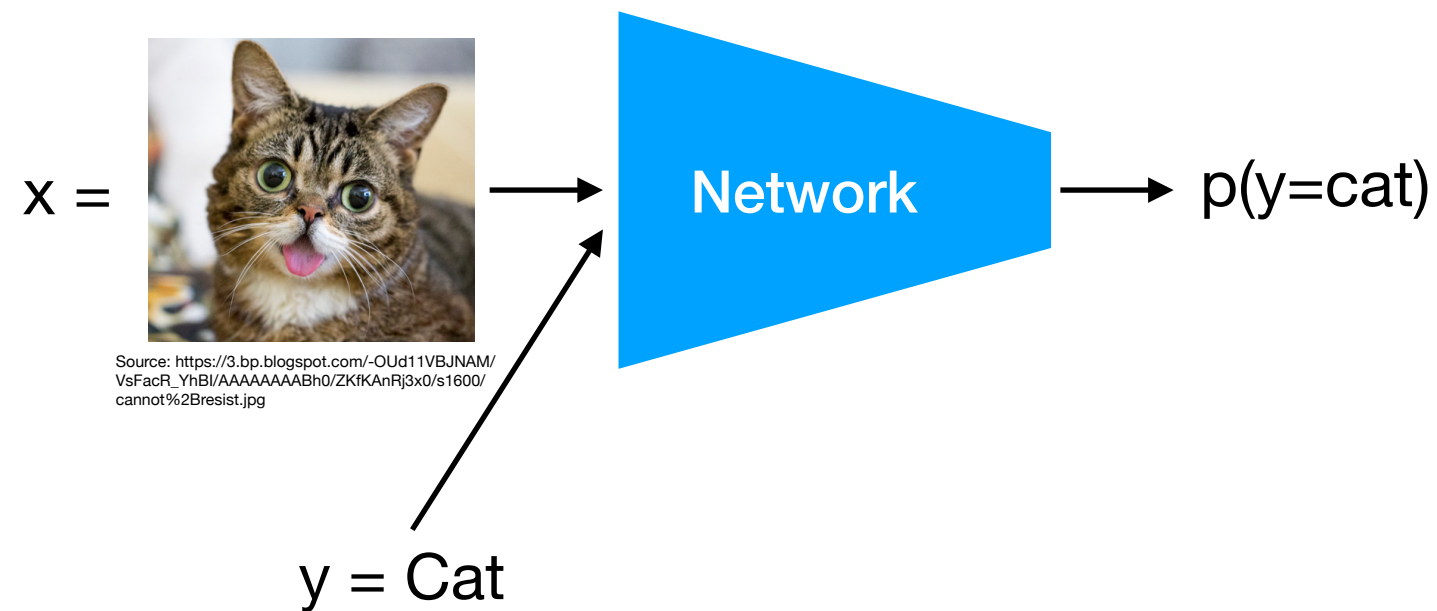 x =
Network
p(y=cat)
Source: https://3.bp.blogspot.com/-OUd11VBJNAM/
VsFacR_YhBI/AAAAAAAABh0/ZKfKAnRj3x0/s1600/
cannot%2Bresist.jpg
y = Cat